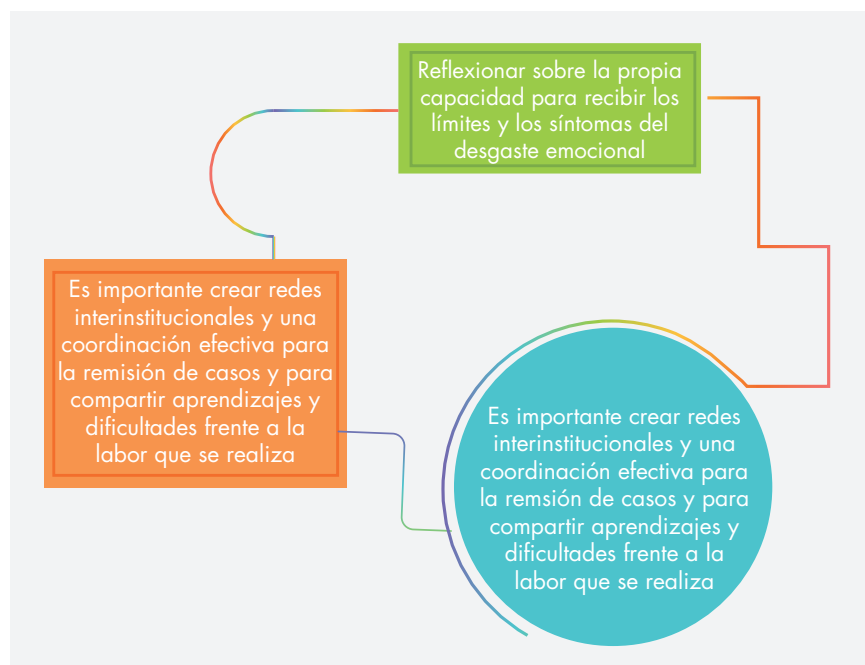 Reflexionar sobre la propia
capacidad para recibir los
límites y los síntomas del
desgaste emocional
Es importante crear redes
interinstitucionales y una
coordinación efectiva para
la remisión de casos y para
compartir aprendizajes y
dificultades frente a la
labor que se realiza
Es importante crear redes
interinstitucionales y una
coordinación efectiva para
la remsión de casos y para
compartir aprendizajes y
dificultades frente a la
labor que se realiza